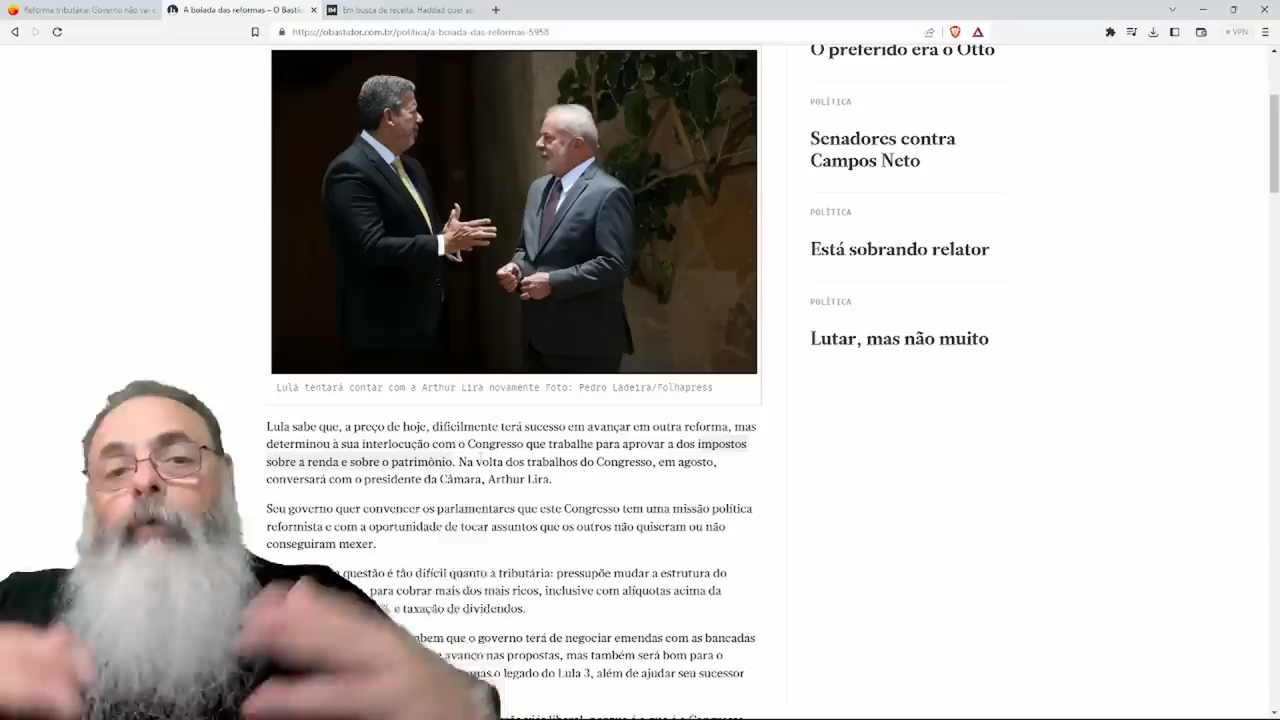 Reforma tributária: Governo não vai e
A boiada das reformas – O Bastid
Em busca de receita, Haddad quer ap
https://obastidor.com.br/politica/a-boiada-das-reformas-5958
VPN
O preferido era o Otto
POLÍTICA
Senadores contra
Campos Neto
POLÍTICA
Está sobrando relator
POLÍTICA
Lutar, mas não muito
Lula tentará contar com a Arthur Lira novamente Foto: Pedro Ladeira/Folhapress
Lula sabe que, a preço de hoje, dificilmente terá sucesso em avançar em outra reforma, mas
determinou à sua interlocução com o Congresso que trabalhe para aprovar a dos impostos
sobre a renda e sobre o patrimônio. Na volta dos trabalhos do Congresso, em agosto,
conversará com o presidente da Câmara, Arthur Lira.
Seu governo quer convencer os parlamentares que este Congresso tem uma missão política
reformista e com a oportunidade de tocar assuntos que os outros não quiseram ou não
conseguiram mexer.
questão é tão difícil quanto a tributária: pressupõe mudar a estrutura do
para cobrar mais dos mais ricos, inclusive com alíquotas acima da
e taxação de dividendos.
que o governo terá de negociar emendas com as bancadas
avanço nas propostas, mas também será bom para o
o legado do Lula 3, além de ajudar seu sucessor